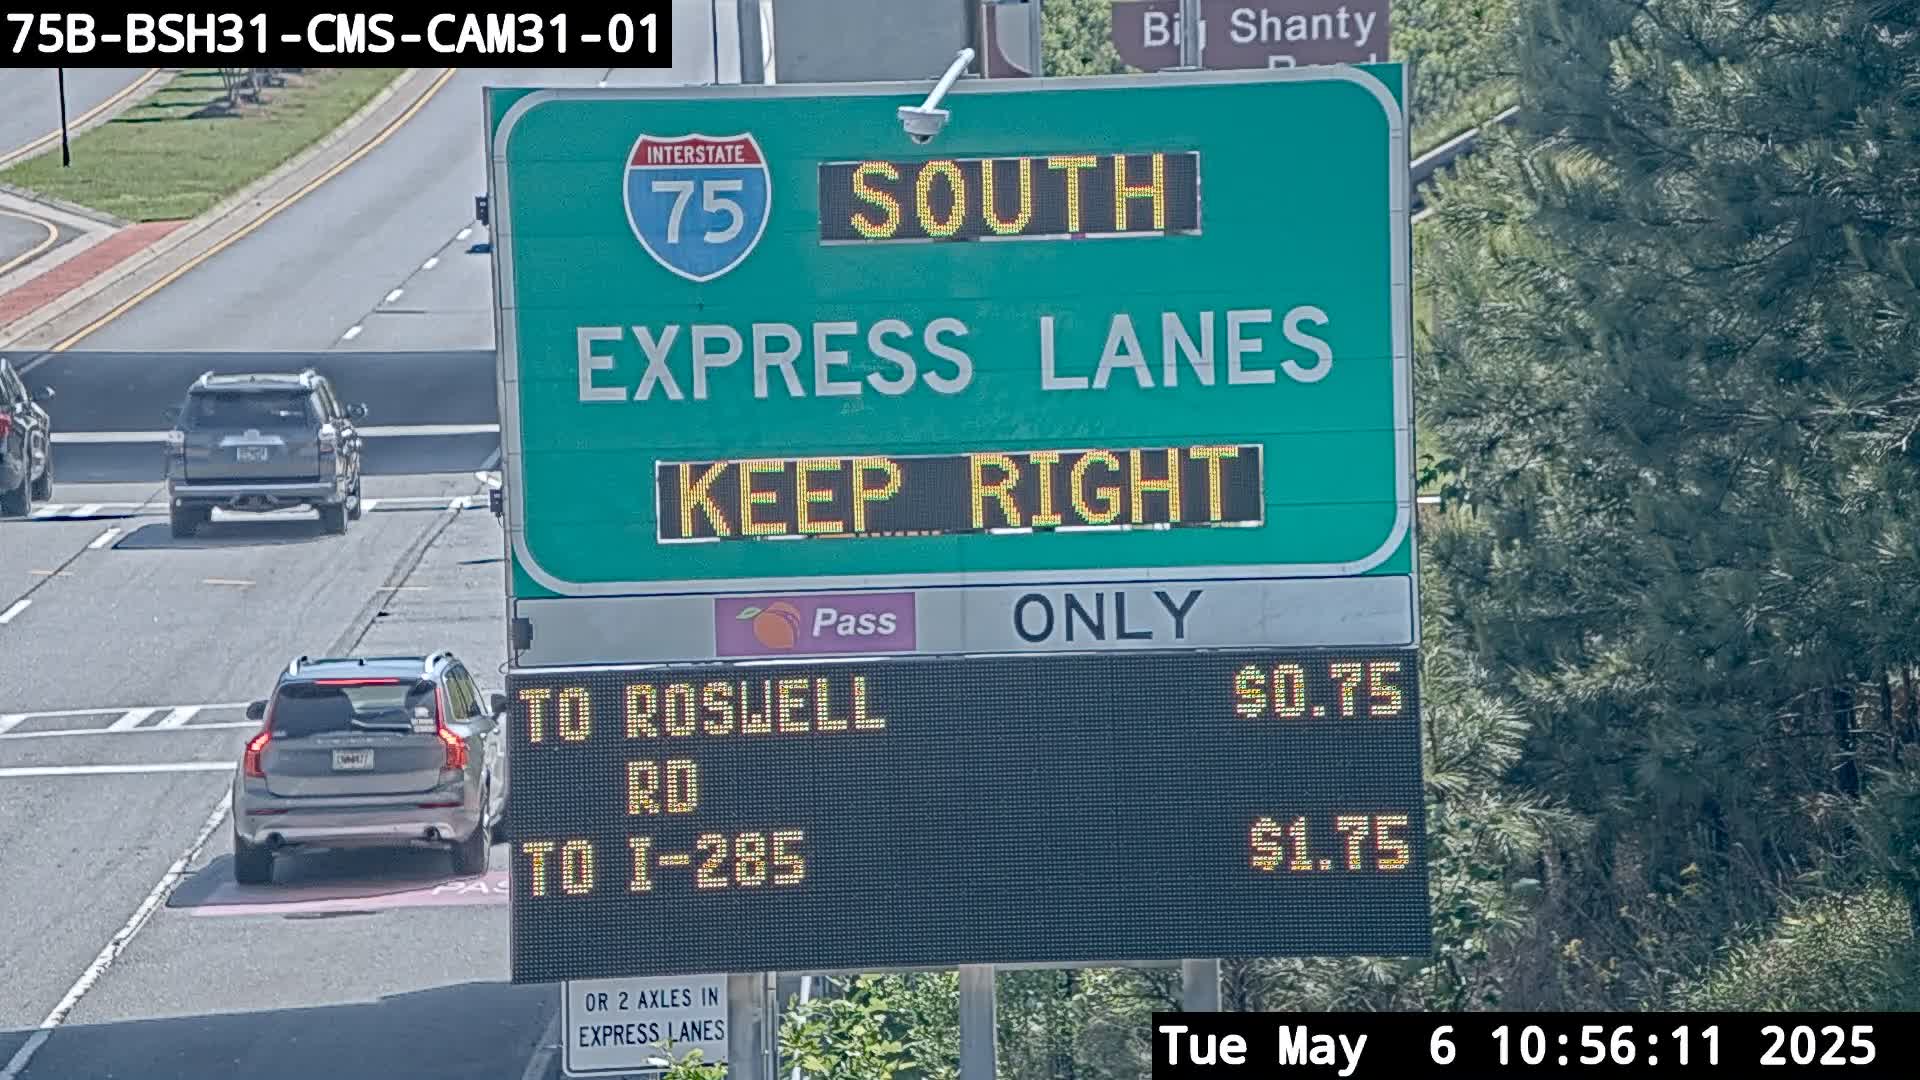 75B-BSH31-CMS-CAM31-01
Big Shanty
Road
INTERSTATE
75
SOUTH
EXPRESS LANES
KEEP RIGHT
Pass ONLY
TO ROSWELL $0.75
RD
TO I-285 $1.75
PAS
OR 2 AXLES IN
EXPRESS LANES
Tue May 6 10:56:11 2025